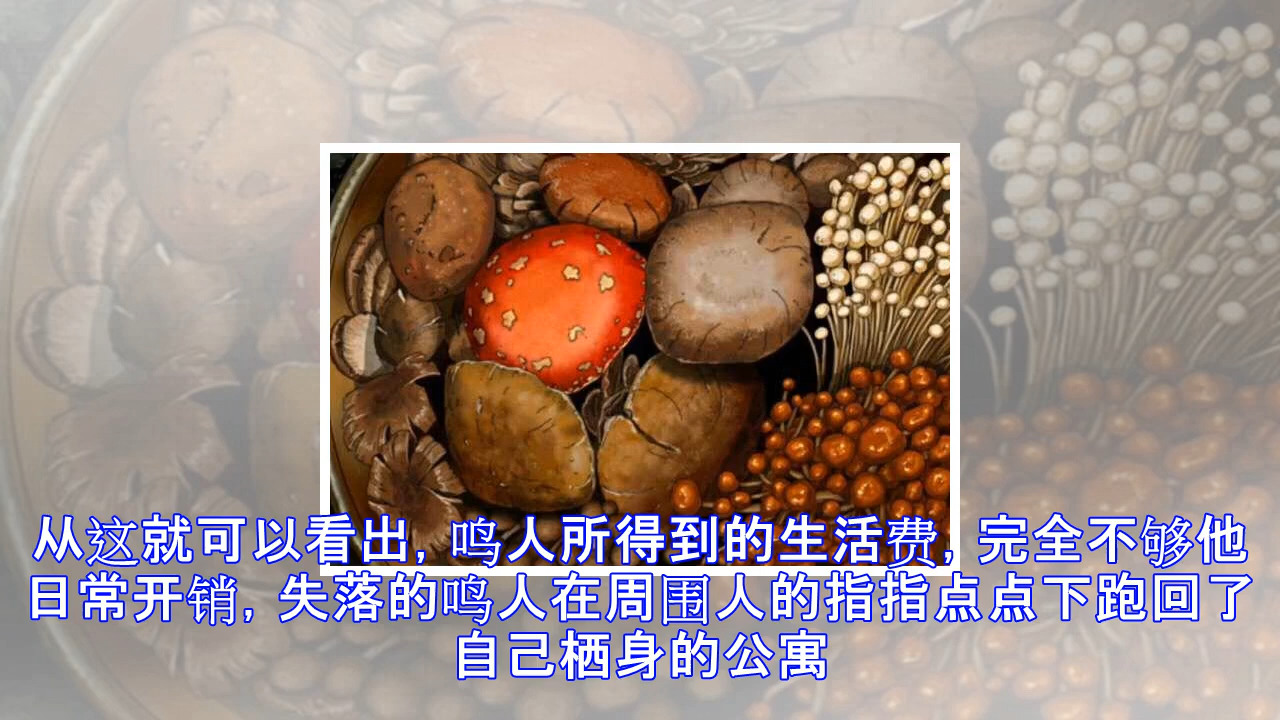 从这就可以看出, 鸣人所得到的生活费, 完全不够他
日常开销, 失落的鸣人在周围人的指指点点下跑回了
自己栖身的公寓